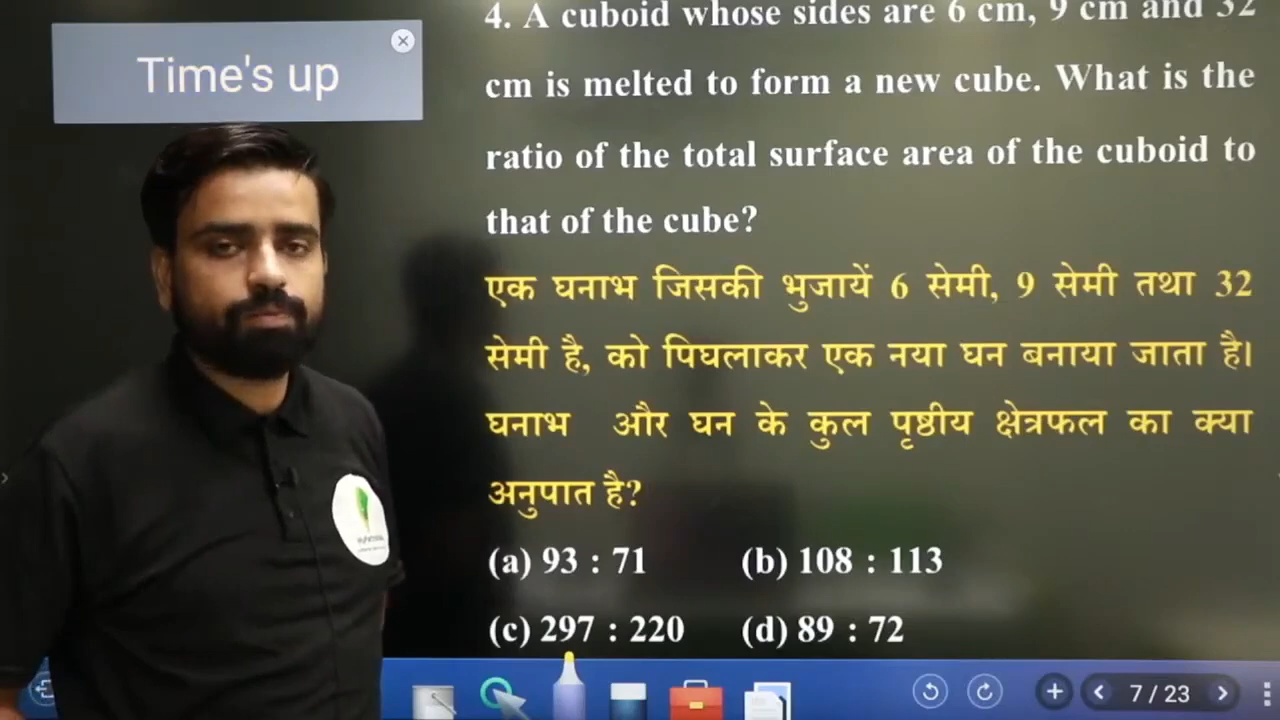 4. A cuboid whose sides are 6 cm, 9 cm and 32
Time's up
cm is melted to form a new cube. What is the
ratio of the total surface area of the cuboid to
that of the cube?
एक घनाभ जिसकी भुजायें 6 सेमी, 9 सेमी तथा 32
सेमी है, को पिघलाकर एक नया घन बनाया जाता है।
घनाभ और घन के कुल पृष्ठीय क्षेत्रफल का क्या
अनुपात है?
(a) 93 : 71 (b) 108 : 113
(c) 297 : 220 (d) 89 : 72
7 / 23